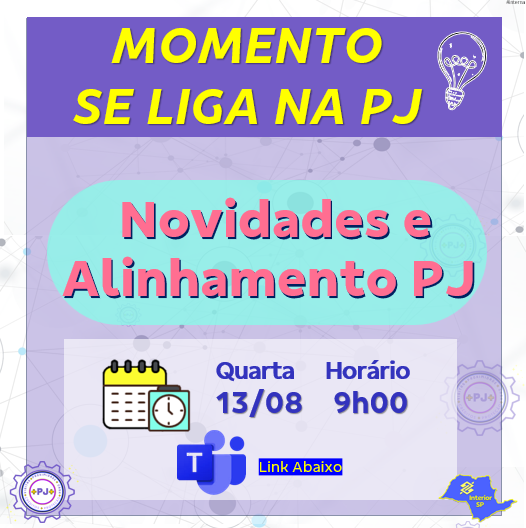 #interna
MOMENTO
SE LIGA NA PJ
Novidades e
Alinhamento PJ
Quarta Horário
13/08 9h00
T
Link Abaixo
PJ
PJ
Interior
SP